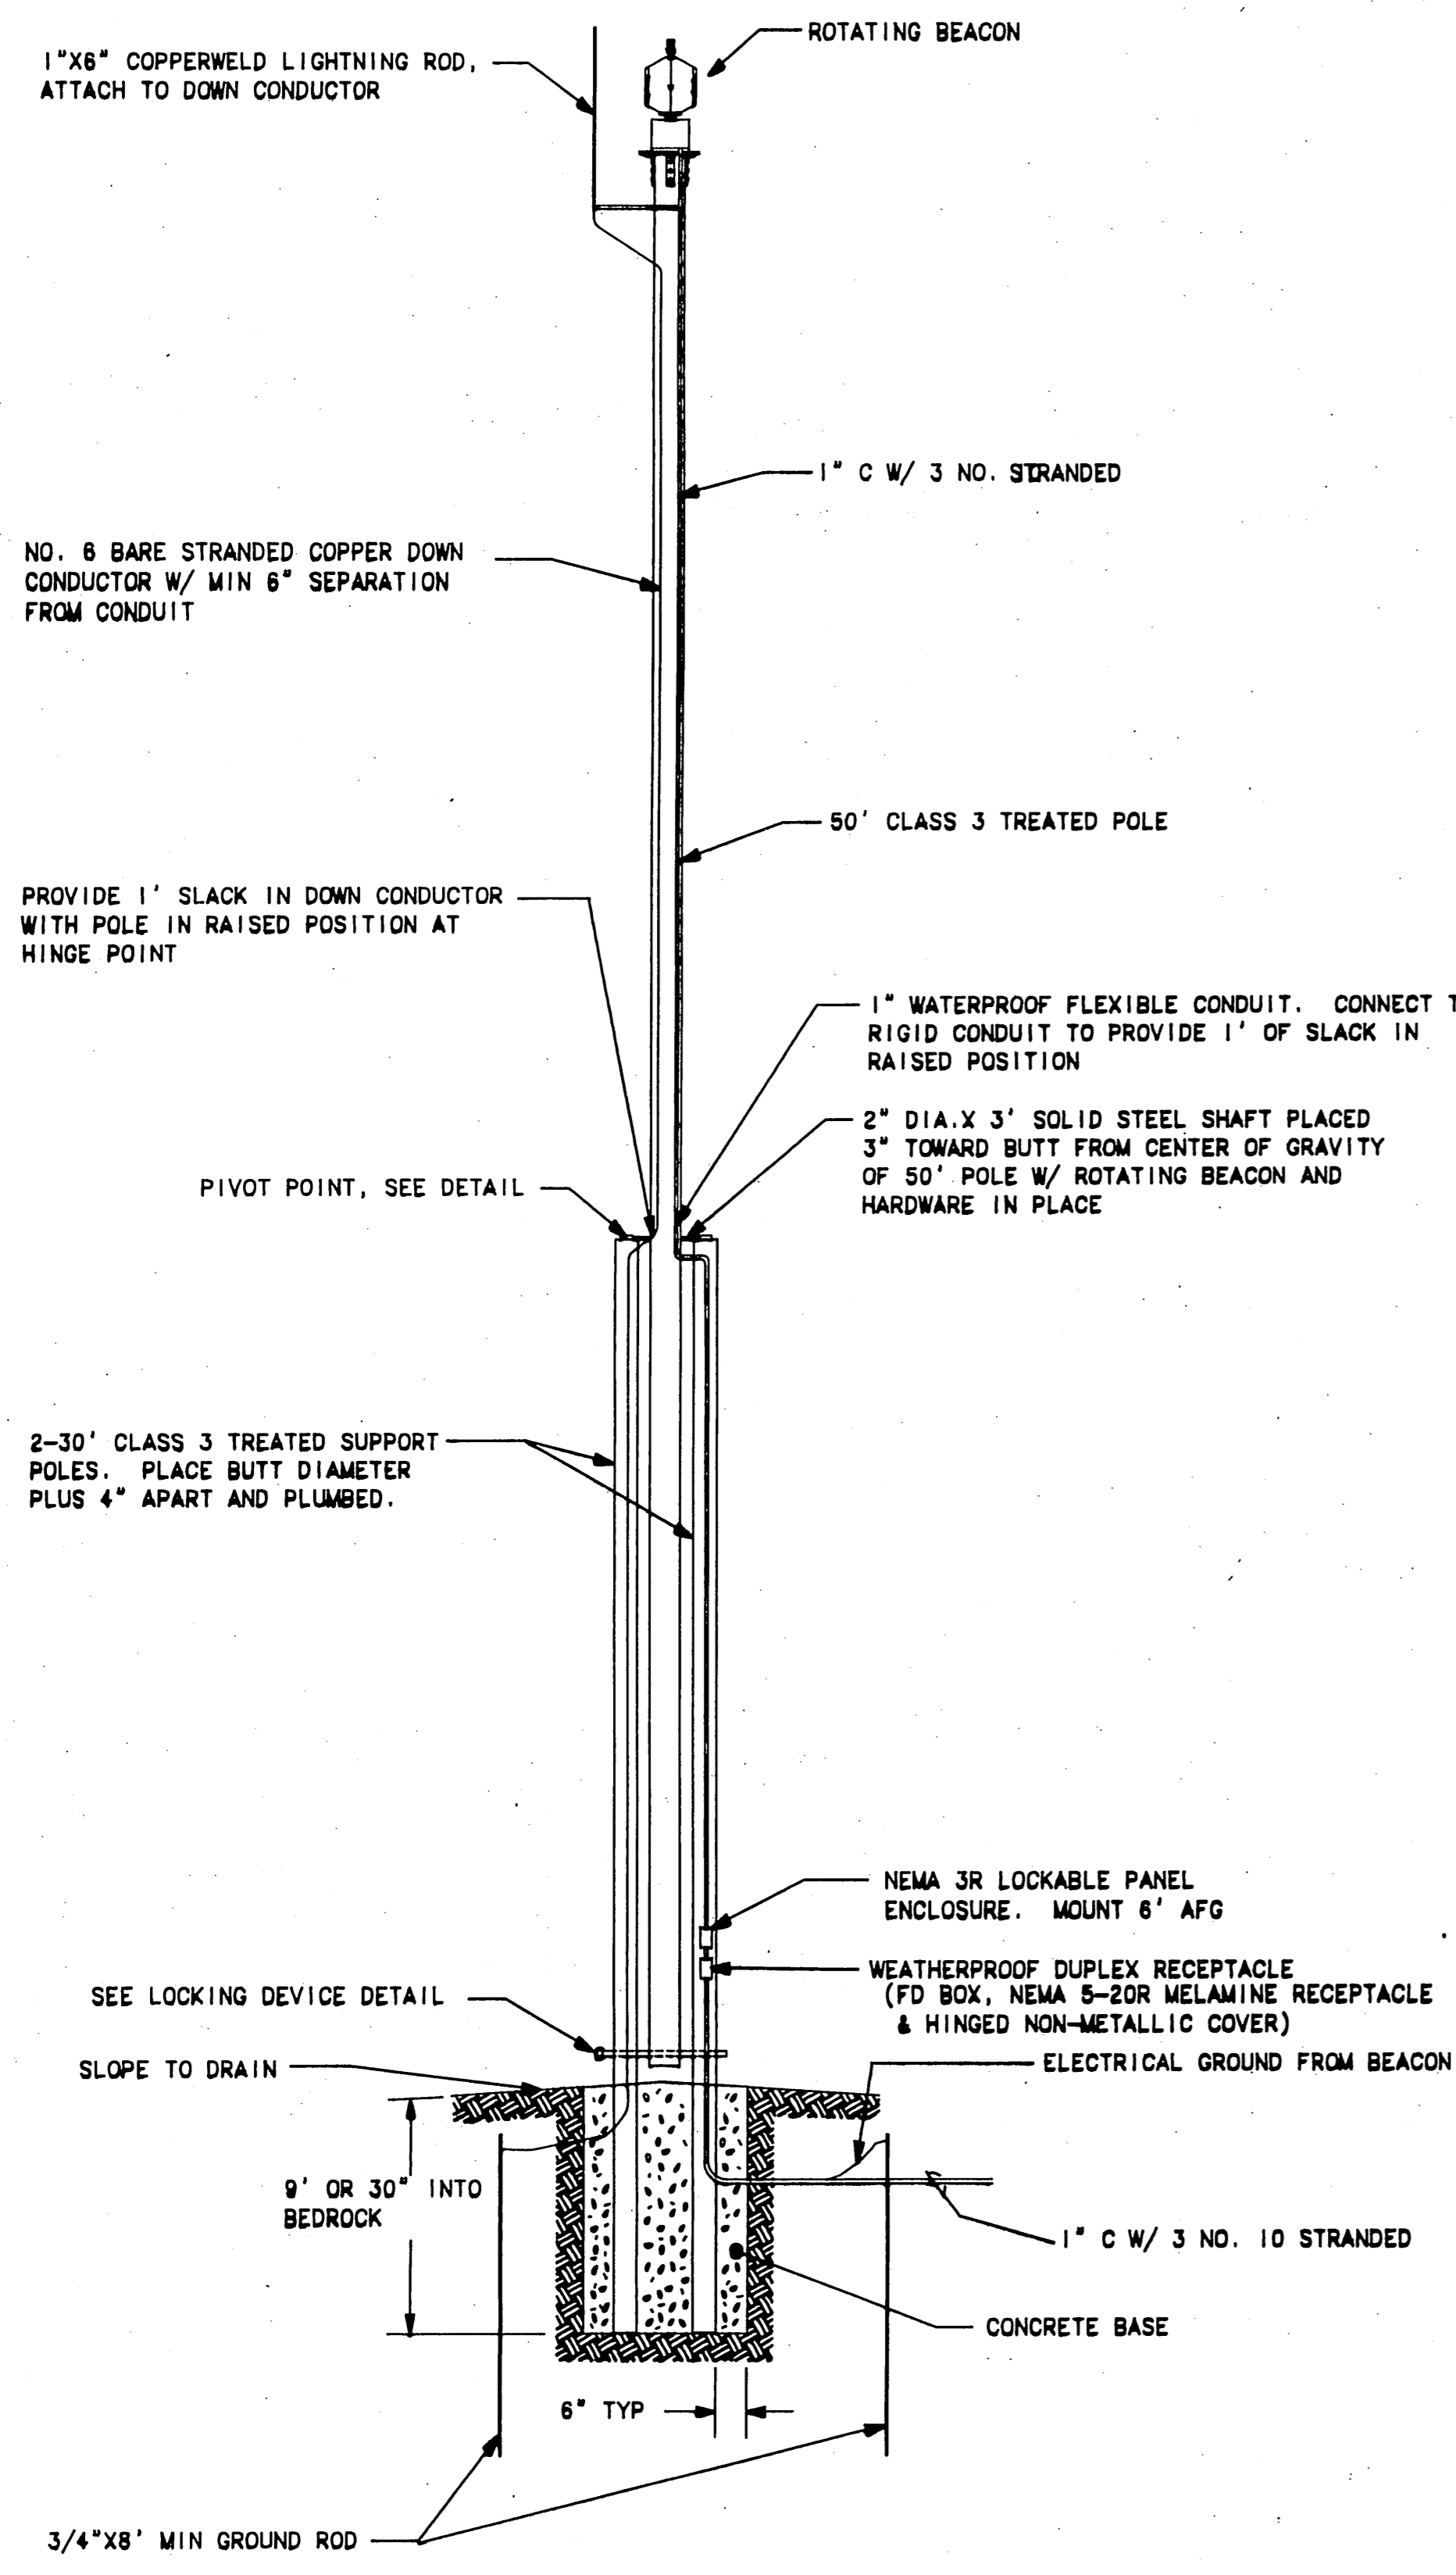 ROTATING BEACON
1"X6" COPPERWELD LIGHTNING ROD,
ATTACH TO DOWN CONDUCTOR
1" C W/ 3 NO. STRANDED
NO. 6 BARE STRANDED COPPER DOWN
CONDUCTOR W/ MIN 6" SEPARATION
FROM CONDUIT
50' CLASS 3 TREATED POLE
PROVIDE 1' SLACK IN DOWN CONDUCTOR
WITH POLE IN RAISED POSITION AT
HINGE POINT
1" WATERPROOF FLEXIBLE CONDUIT. CONNECT T
RIGID CONDUIT TO PROVIDE 1' OF SLACK IN
RAISED POSITION
2" DIA.X 3' SOLID STEEL SHAFT PLACED
3" TOWARD BUTT FROM CENTER OF GRAVITY
OF 50' POLE W/ ROTATING BEACON AND
HARDWARE IN PLACE
PIVOT POINT, SEE DETAIL
2-30' CLASS 3 TREATED SUPPORT
POLES. PLACE BUTT DIAMETER
PLUS 4" APART AND PLUMBED.
NEMA 3R LOCKABLE PANEL
ENCLOSURE. MOUNT 6' AFG
WEATHERPROOF DUPLEX RECEPTACLE
(FD BOX, NEMA 5-20R MELAMINE RECEPTACLE
& HINGED NON-METALLIC COVER)
SEE LOCKING DEVICE DETAIL
SLOPE TO DRAIN
ELECTRICAL GROUND FROM BEACON
9' OR 30" INTO
BEDROCK
1" C W/ 3 NO. 10 STRANDED
CONCRETE BASE
6" TYP
3/4"X8' MIN GROUND ROD